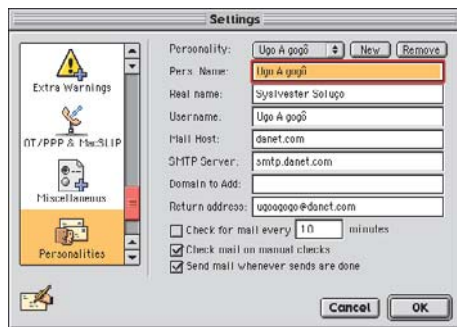 Settings
Extra Warnings
OT/PPP & MacSLIP
Miscellaneous
Personalities
Personality: Ugo A gogô New Remove
Pers. Name: Ugo A gogô
Real name: Syslvester Soluço
Username. Ugo A gogô
Mail Host: danet.com
SMTP Server. smtp.danet.com
Domain to Add:
Return address: ugoagogo@danet.com
Check for mail every 10 minutes
Check mail on manual checks
Send mail whenever sends are done
Cancel OK